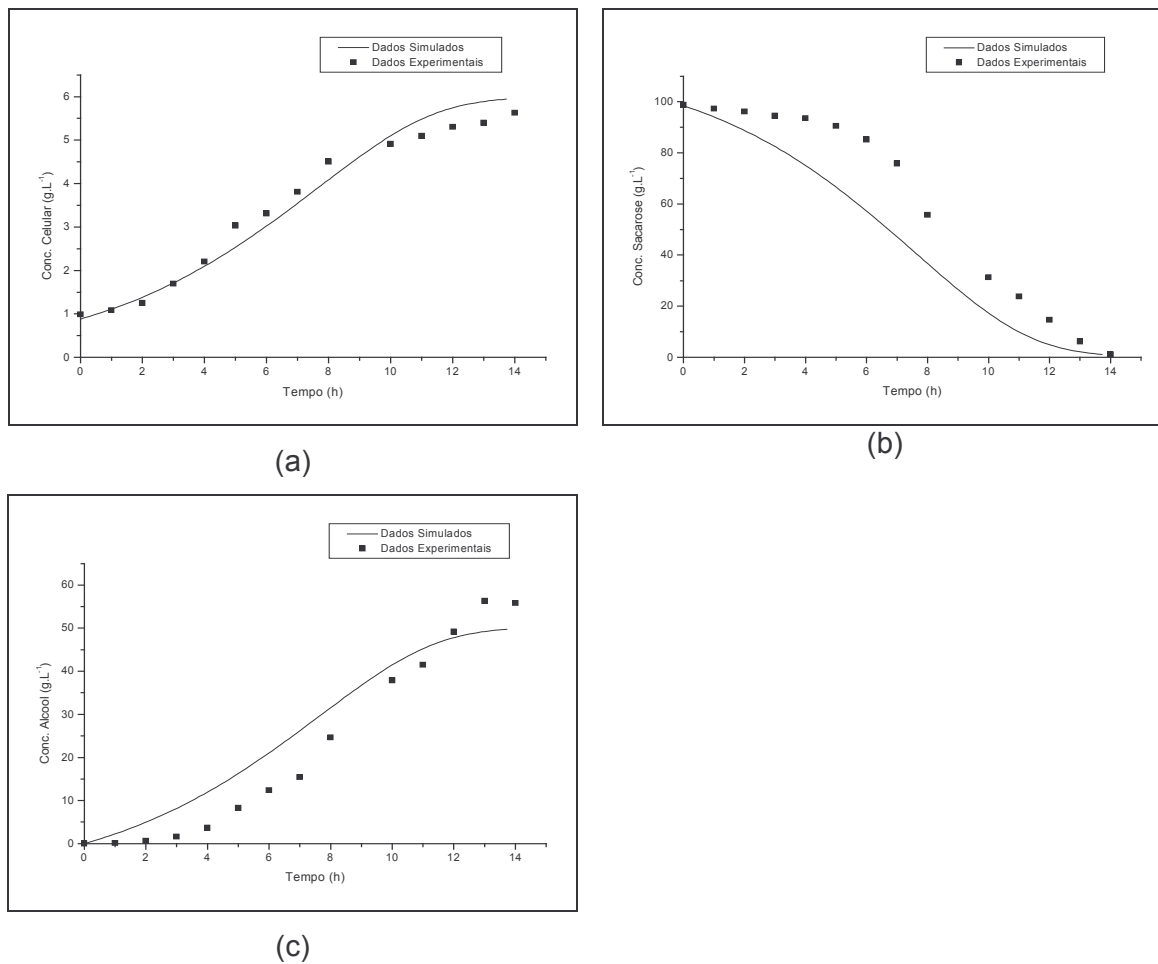 Dados Simulados
Dados Experimentais
Conc. Celular (g.L⁻¹)
6
5
4
3
2
1
0
0 2 4 6 8 10 12 14
Tempo (h)
(a)
Dados Simulados
Dados Experimentais
Conc. Sacarose (g.L⁻¹)
100
80
60
40
20
0
0 2 4 6 8 10 12 14
Tempo (h)
(b)
Dados Simulados
Dados Experimentais
Conc. Alcool (g.L⁻¹)
60
50
40
30
20
10
0
0 2 4 6 8 10 12 14
Tempo (h)
(c)